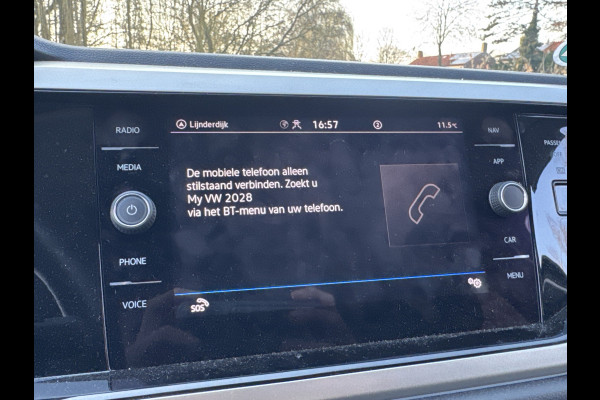 RADIO
MEDIA
PHONE
VOICE
Lijnderdijk
16:57
2
11.5°C
De mobiele telefoon alleen
stilstaand verbinden. Zoekt u
My VW 2028
via het BT-menu van uw telefoon.
SOS
NAV
APP
CAR
MENU